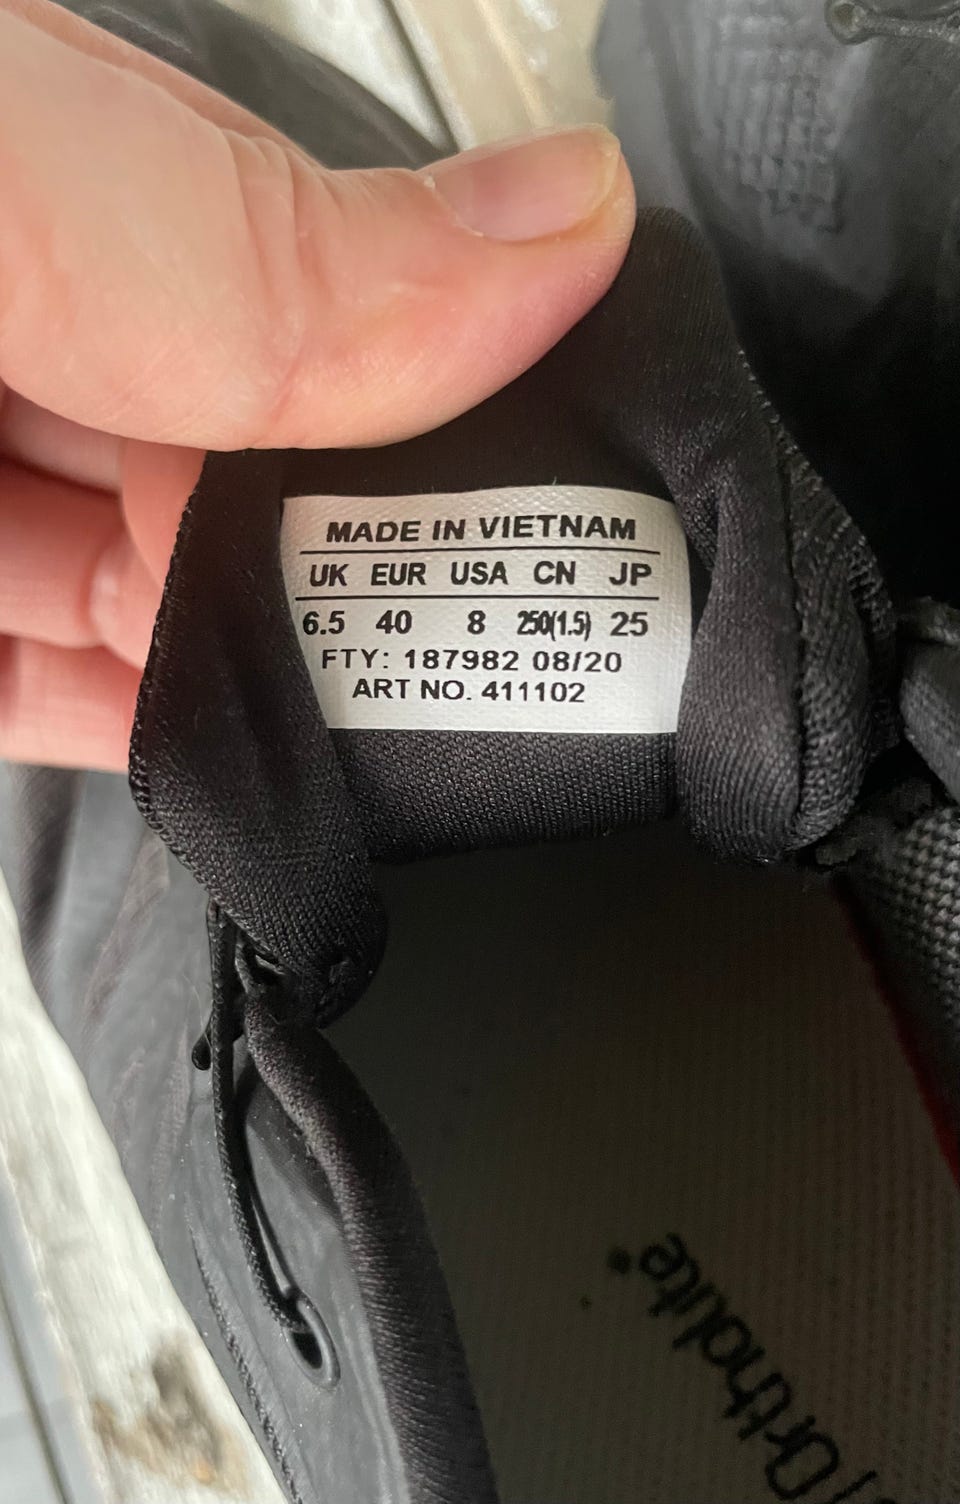 MADE IN VIETNAM
UK EUR USA CN JP
6.5 40 8 250(1.5) 25
FTY: 187982 08/20
ART NO. 411102
Ortholite®